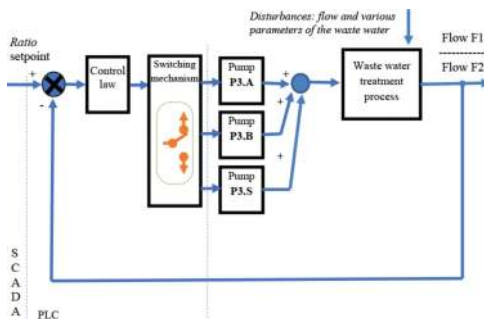 Disturbances: flow and various
parameters of the waste water
Ratio
setpoint
+
-
Control
law
Switching
mechanism
Pump
P3.A
Pump
P3.B
Pump
P3.S
+
+
+
Waste water
treatment
process
Flow F1
Flow F2
S
C
A
D
A
PLC